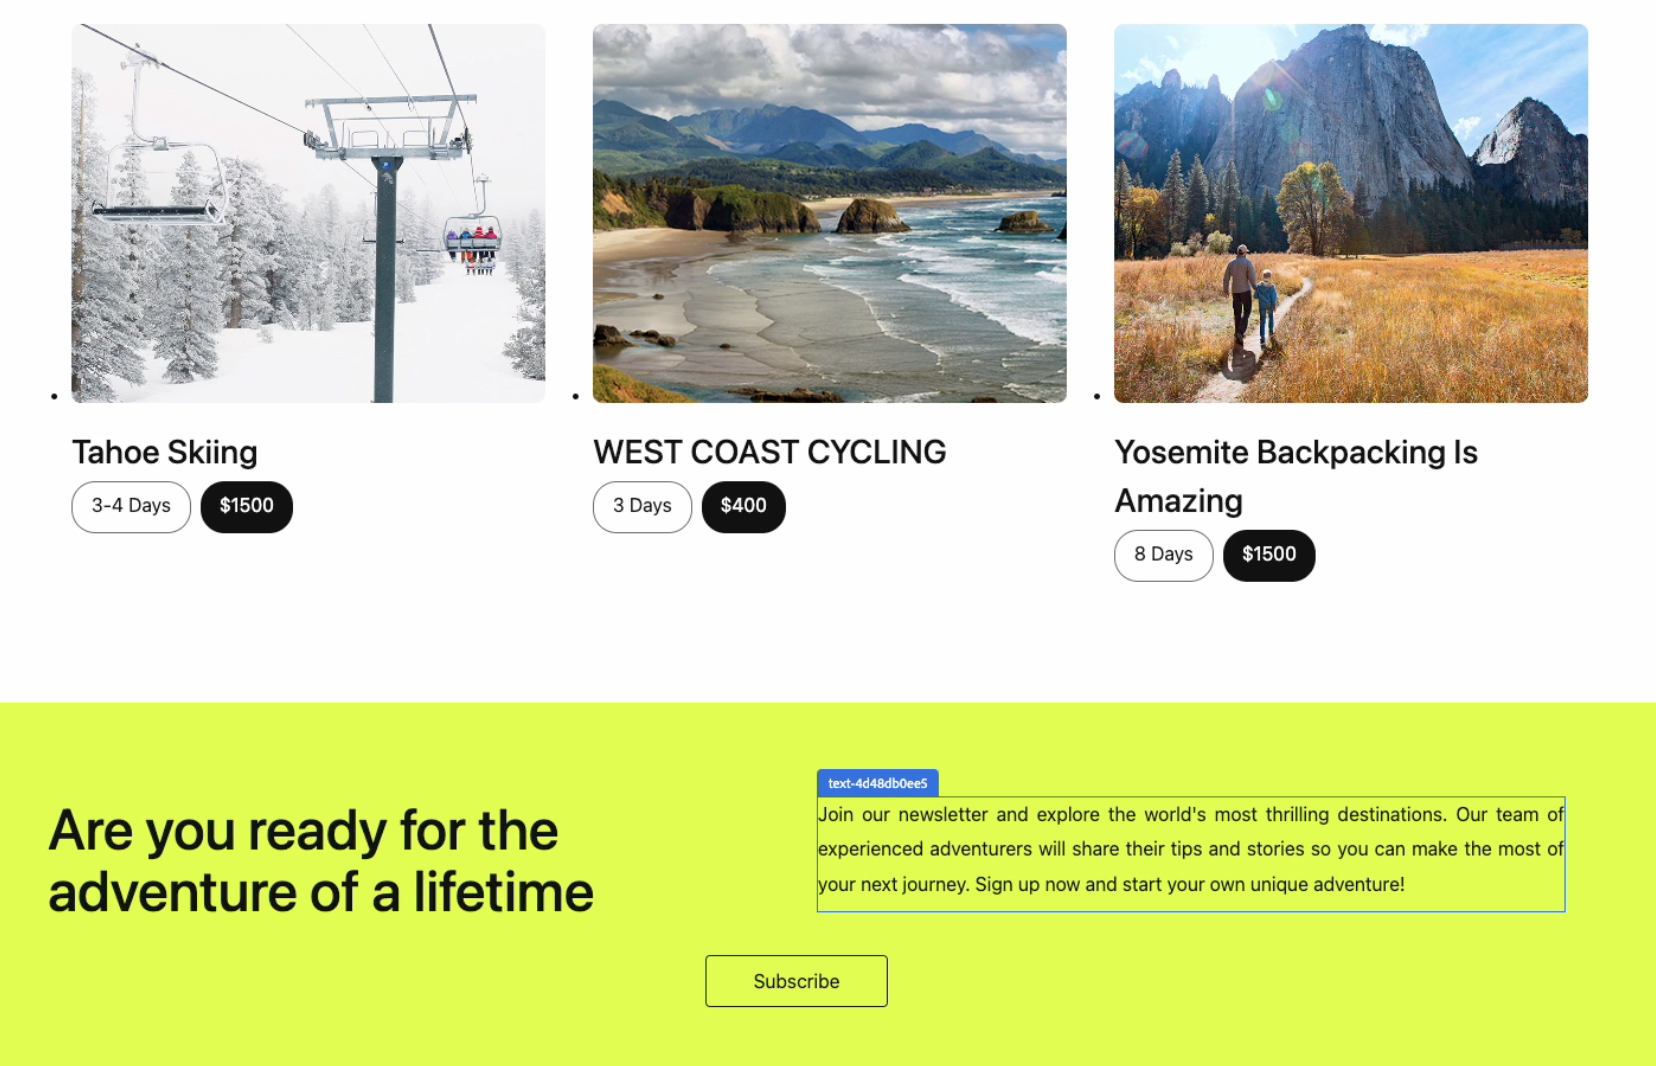 Tahoe Skiing
3-4 Days $1500
WEST COAST CYCLING
3 Days $400
Yosemite Backpacking Is
Amazing
8 Days $1500
Are you ready for the
adventure of a lifetime
text-4d48db0ee5
Join our newsletter and explore the world's most thrilling destinations. Our team of
experienced adventurers will share their tips and stories so you can make the most of
your next journey. Sign up now and start your own unique adventure!
Subscribe